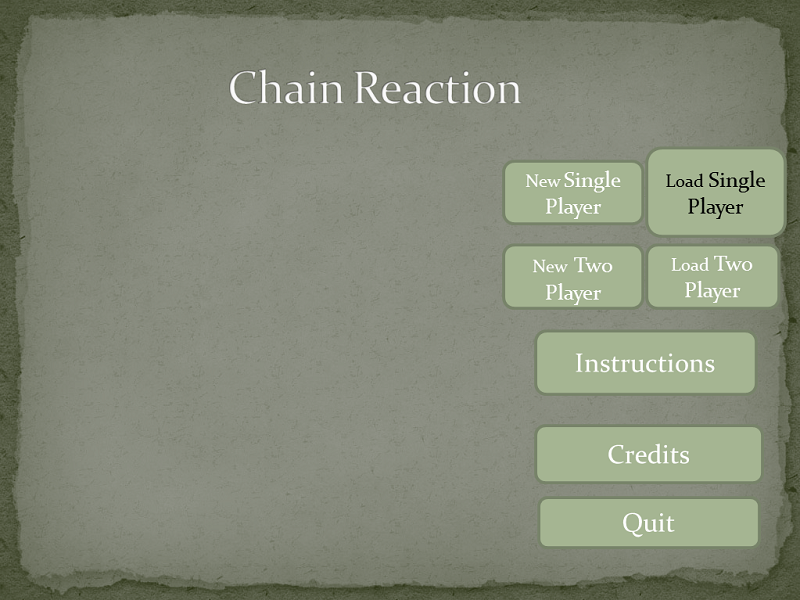 Chain Reaction
New Single
Player
Load Single
Player
New Two
Player
Load Two
Player
Instructions
Credits
Quit